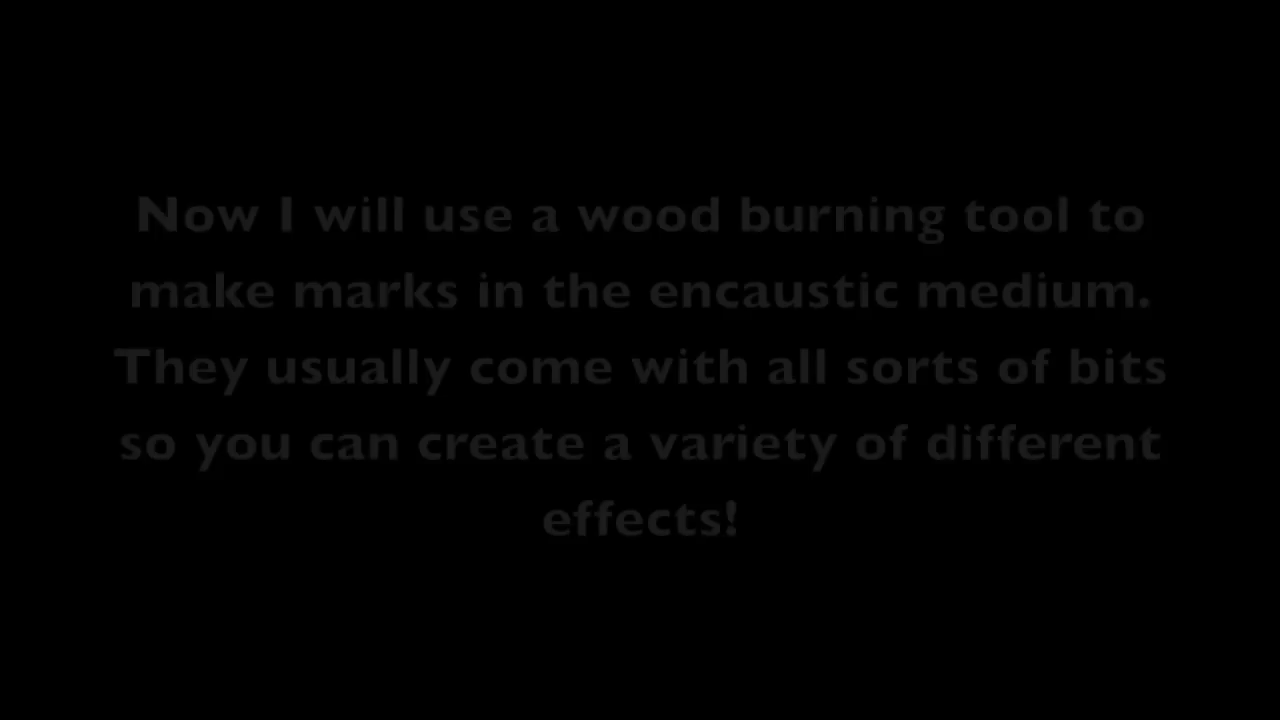 Now I will use a wood burning tool to
make marks in the encaustic medium.
They usually come with all sorts of bits
so you can create a variety of different
effects!